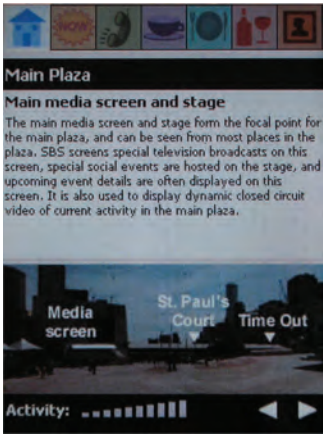 NOW
Main Plaza
Main media screen and stage
The main media screen and stage form the focal point for
the main plaza, and can be seen from most places in the
plaza. SBS screens special television broadcasts on this
screen, special social events are hosted on the stage, and
upcoming event details are often displayed on this
screen. It is also used to display dynamic closed circuit
video of current activity in the main plaza.
Media
screen
St. Paul's
Court
Time Out
Activity: